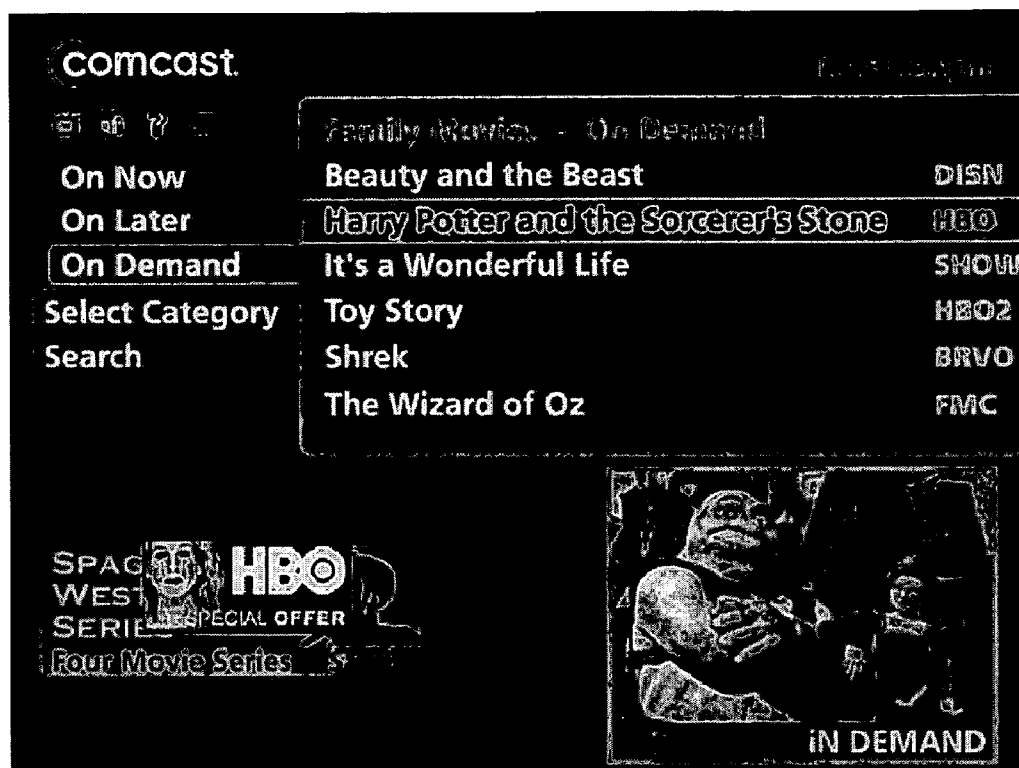 comcast.
Family Movies - On Demand
On Now
Beauty and the Beast DISN
On Later
Harry Potter and the Sorcerer's Stone HBO
On Demand
It's a Wonderful Life SHOW
Select Category
Toy Story HBO2
Search
Shrek BRVO
The Wizard of Oz FMC
SPAG
HBO
WEST
SPECIAL OFFER
SERIES
Four Movie Series
iN DEMAND